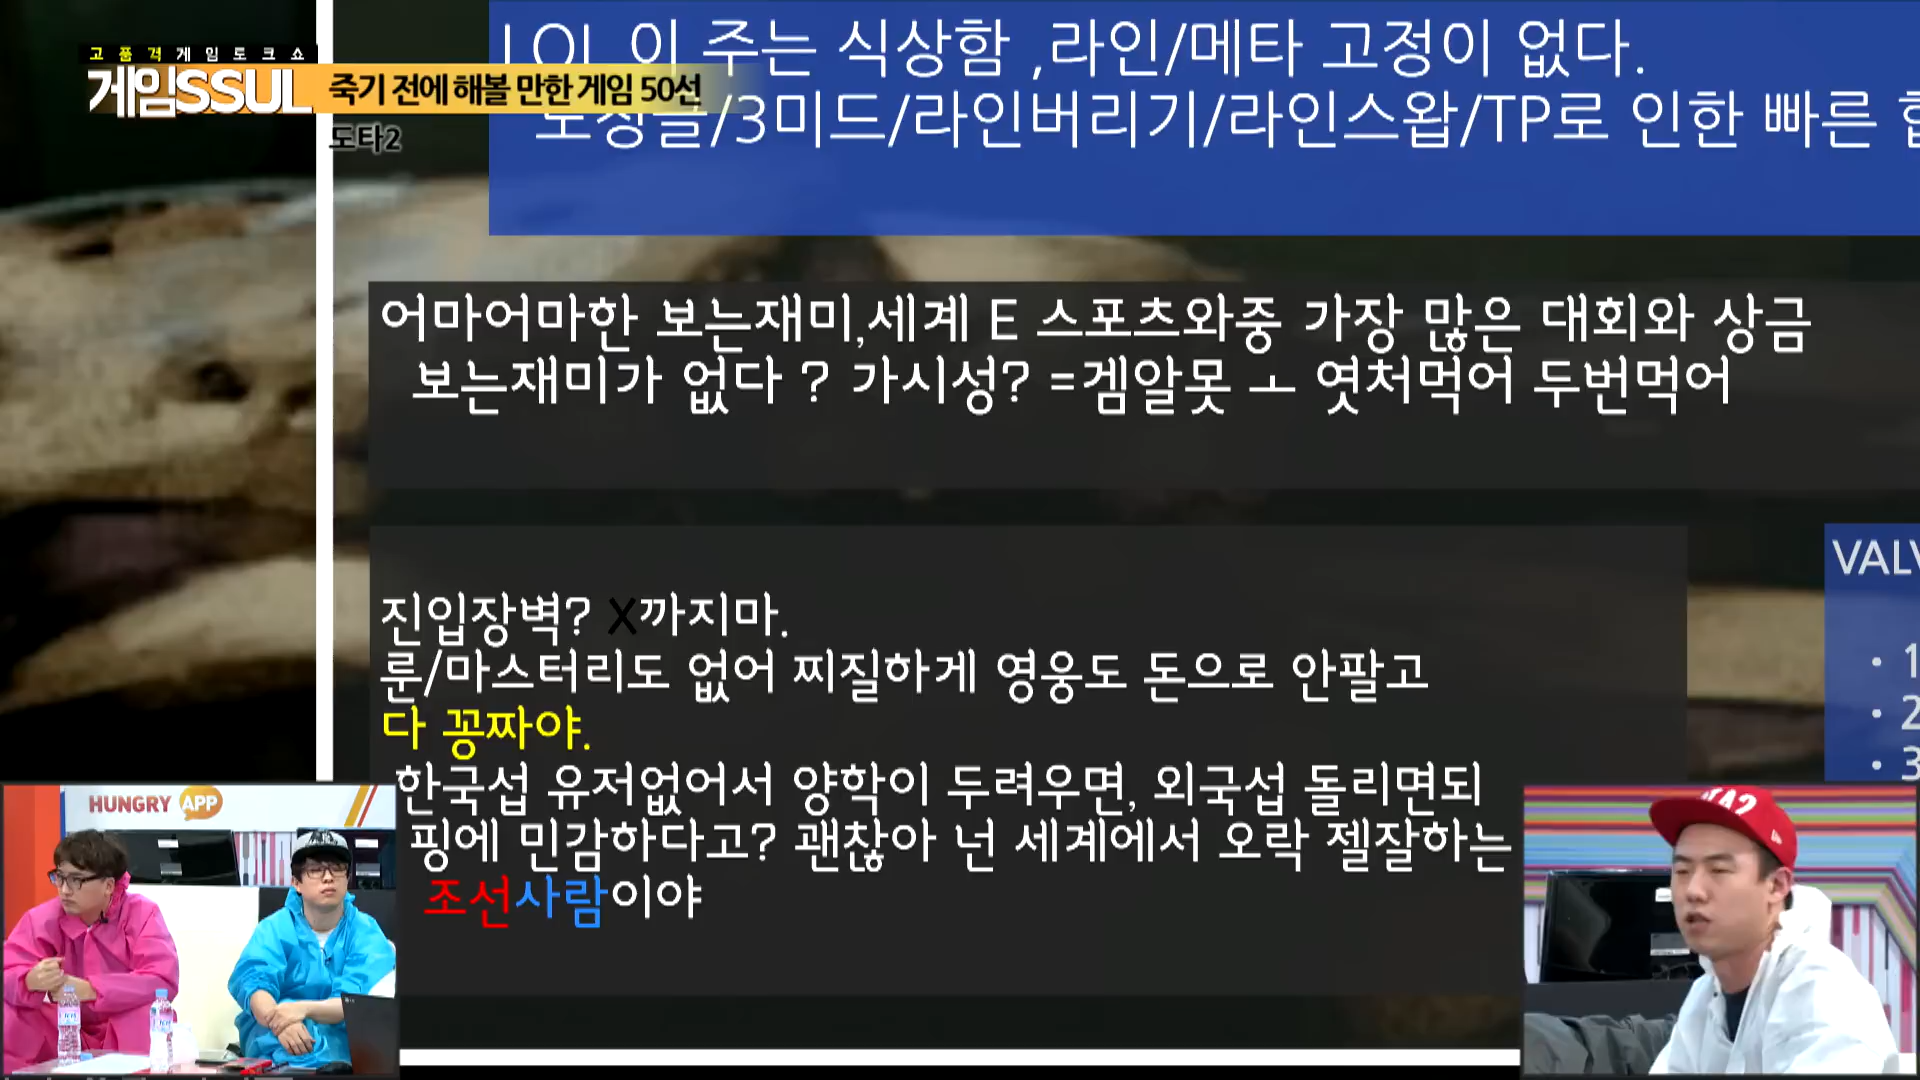 고품격게임토크쇼
게임SSUL
죽기 전에 해볼 만한 게임 50선
도타2
LOL 이 주는 식상함 ,라인/메타 고정이 없다.
/3미드/라인버리기/라인스왑/TP로 인한 빠른
어마어마한 보는재미,세계 E 스포츠와중 가장 많은 대회와 상금
보는재미가 없다 ? 가시성? =겜알못 ㅗ 엿처먹어 두번먹어
진입장벽? X까지마.
룬/마스터리도 없어 찌질하게 영웅도 돈으로 안팔고
다 꽁짜야.
한국섭 유저없어서 양학이 두려우면, 외국섭 돌리면되
핑에 민감하다고? 괜찮아 넌 세계에서 오락 젤잘하는
조선사람이야
VALV
• 1
• 2
• 3
HUNGRY APP